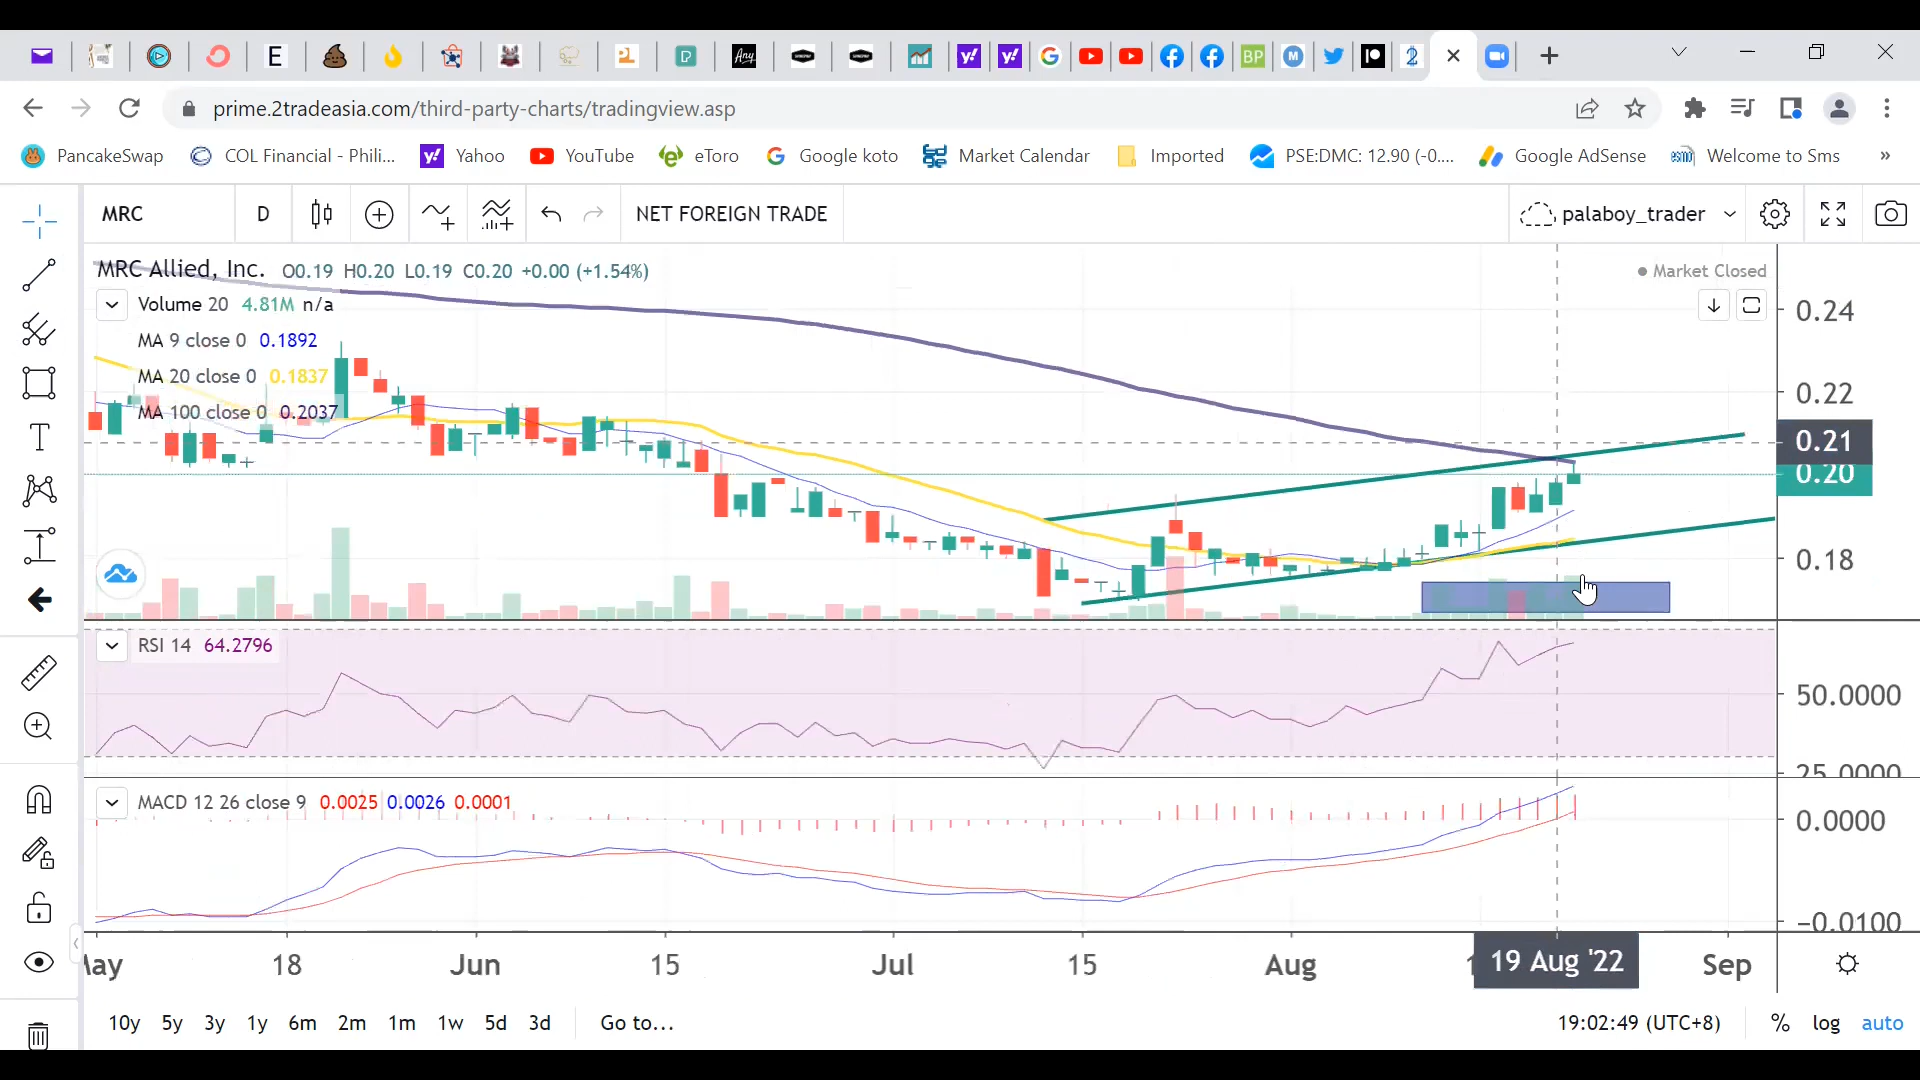 E
Any
BP
M
prime.2tradeasia.com/third-party-charts/tradingview.asp
PancakeSwap
COL Financial - Phili...
Yahoo
YouTube
eToro
Google koto
Market Calendar
Imported
PSE:DMC: 12.90 (-0....
Google AdSense
Welcome to Sms
»
MRC
D
NET FOREIGN TRADE
palaboy_trader
MRC Allied, Inc. O0.19 H0.20 L0.19 C0.20 +0.00 (+1.54%)
Market Closed
Volume 20 4.81M n/a
MA 9 close 0 0.1892
MA 20 close 0 0.1837
MA 100 close 0 0.2037
0.24
0.22
0.21
0.20
0.18
RSI 14 64.2796
50.0000
25.0000
MACD 12 26 close 9 0.0025 0.0026 0.0001
0.0000
−0.0100
May
18
Jun
15
Jul
15
Aug
19 Aug '22
Sep
10y 5y 3y 1y 6m 2m 1m 1w 5d 3d Go to...
19:02:49 (UTC+8) % log auto